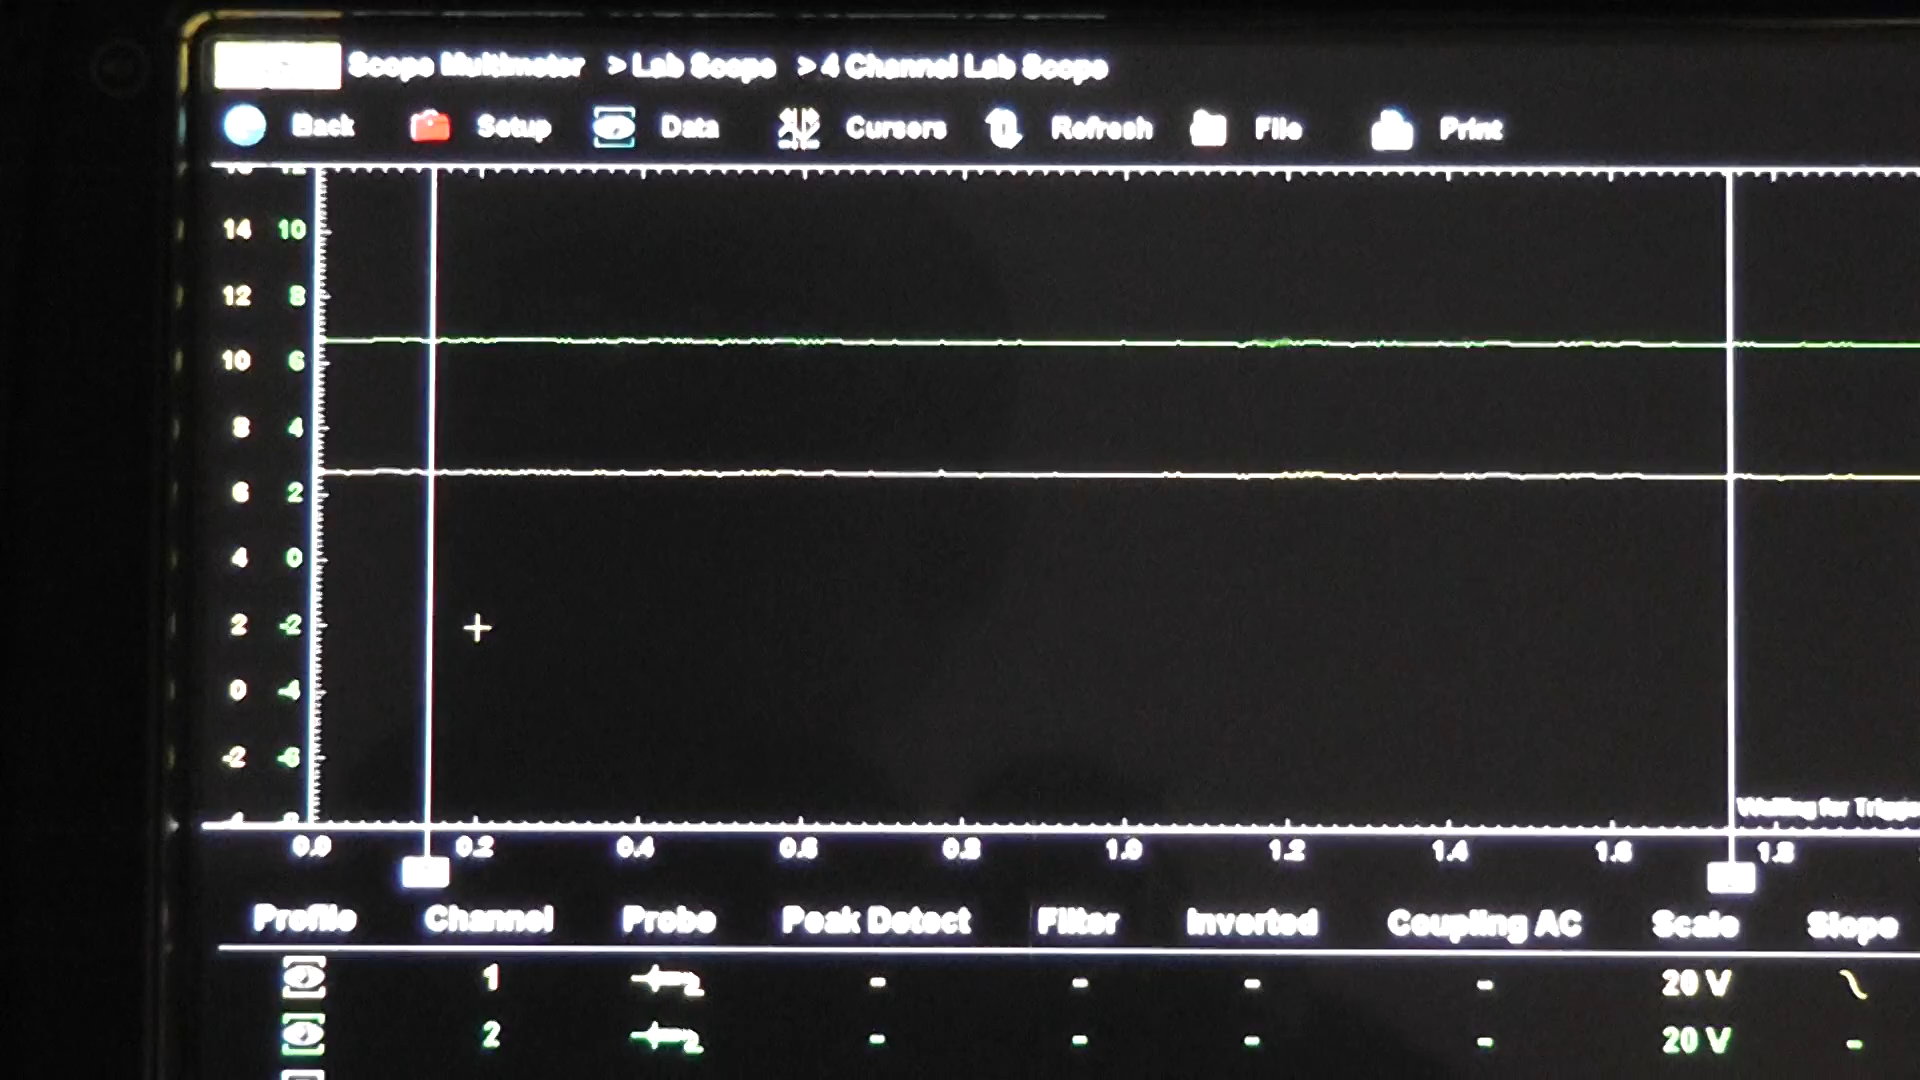 Scope Multimeter > Lab Scope > 4 Channel Lab Scope
Back Setup Data Cursors Refresh File Print
14 10
12 8
10 6
8 4
6 2
4 0
2 -2
0 -4
-2 -6
Waiting for
0.0 0.2 0.4 0.6 0.8 1.0 1.2 1.4 1.6 1.8
Profile Channel Probe Peak Detect Filter Inverted Coupling AC Scale Slope
1 - - - - 20 V
2 - - - - 20 V -